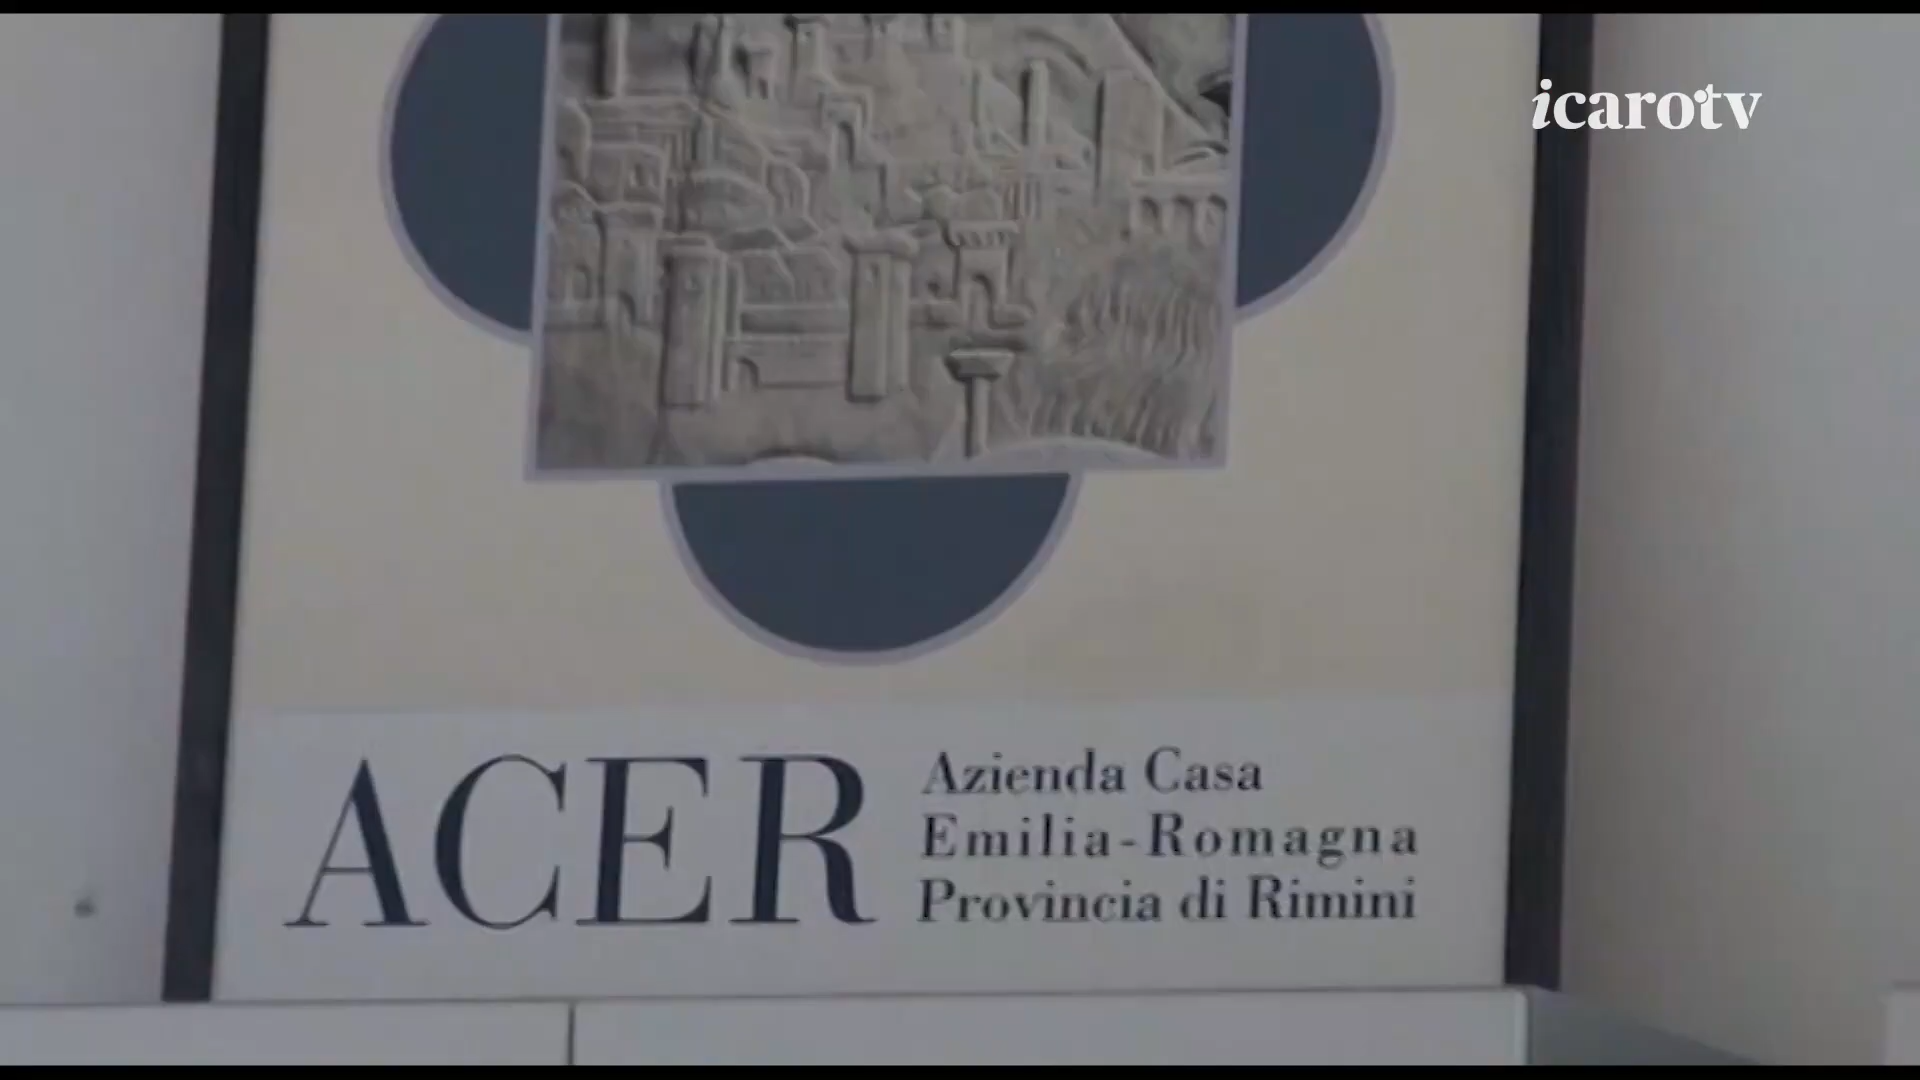 icarotv
ACER
Azienda Casa
Emilia-Romagna
Provincia di Rimini